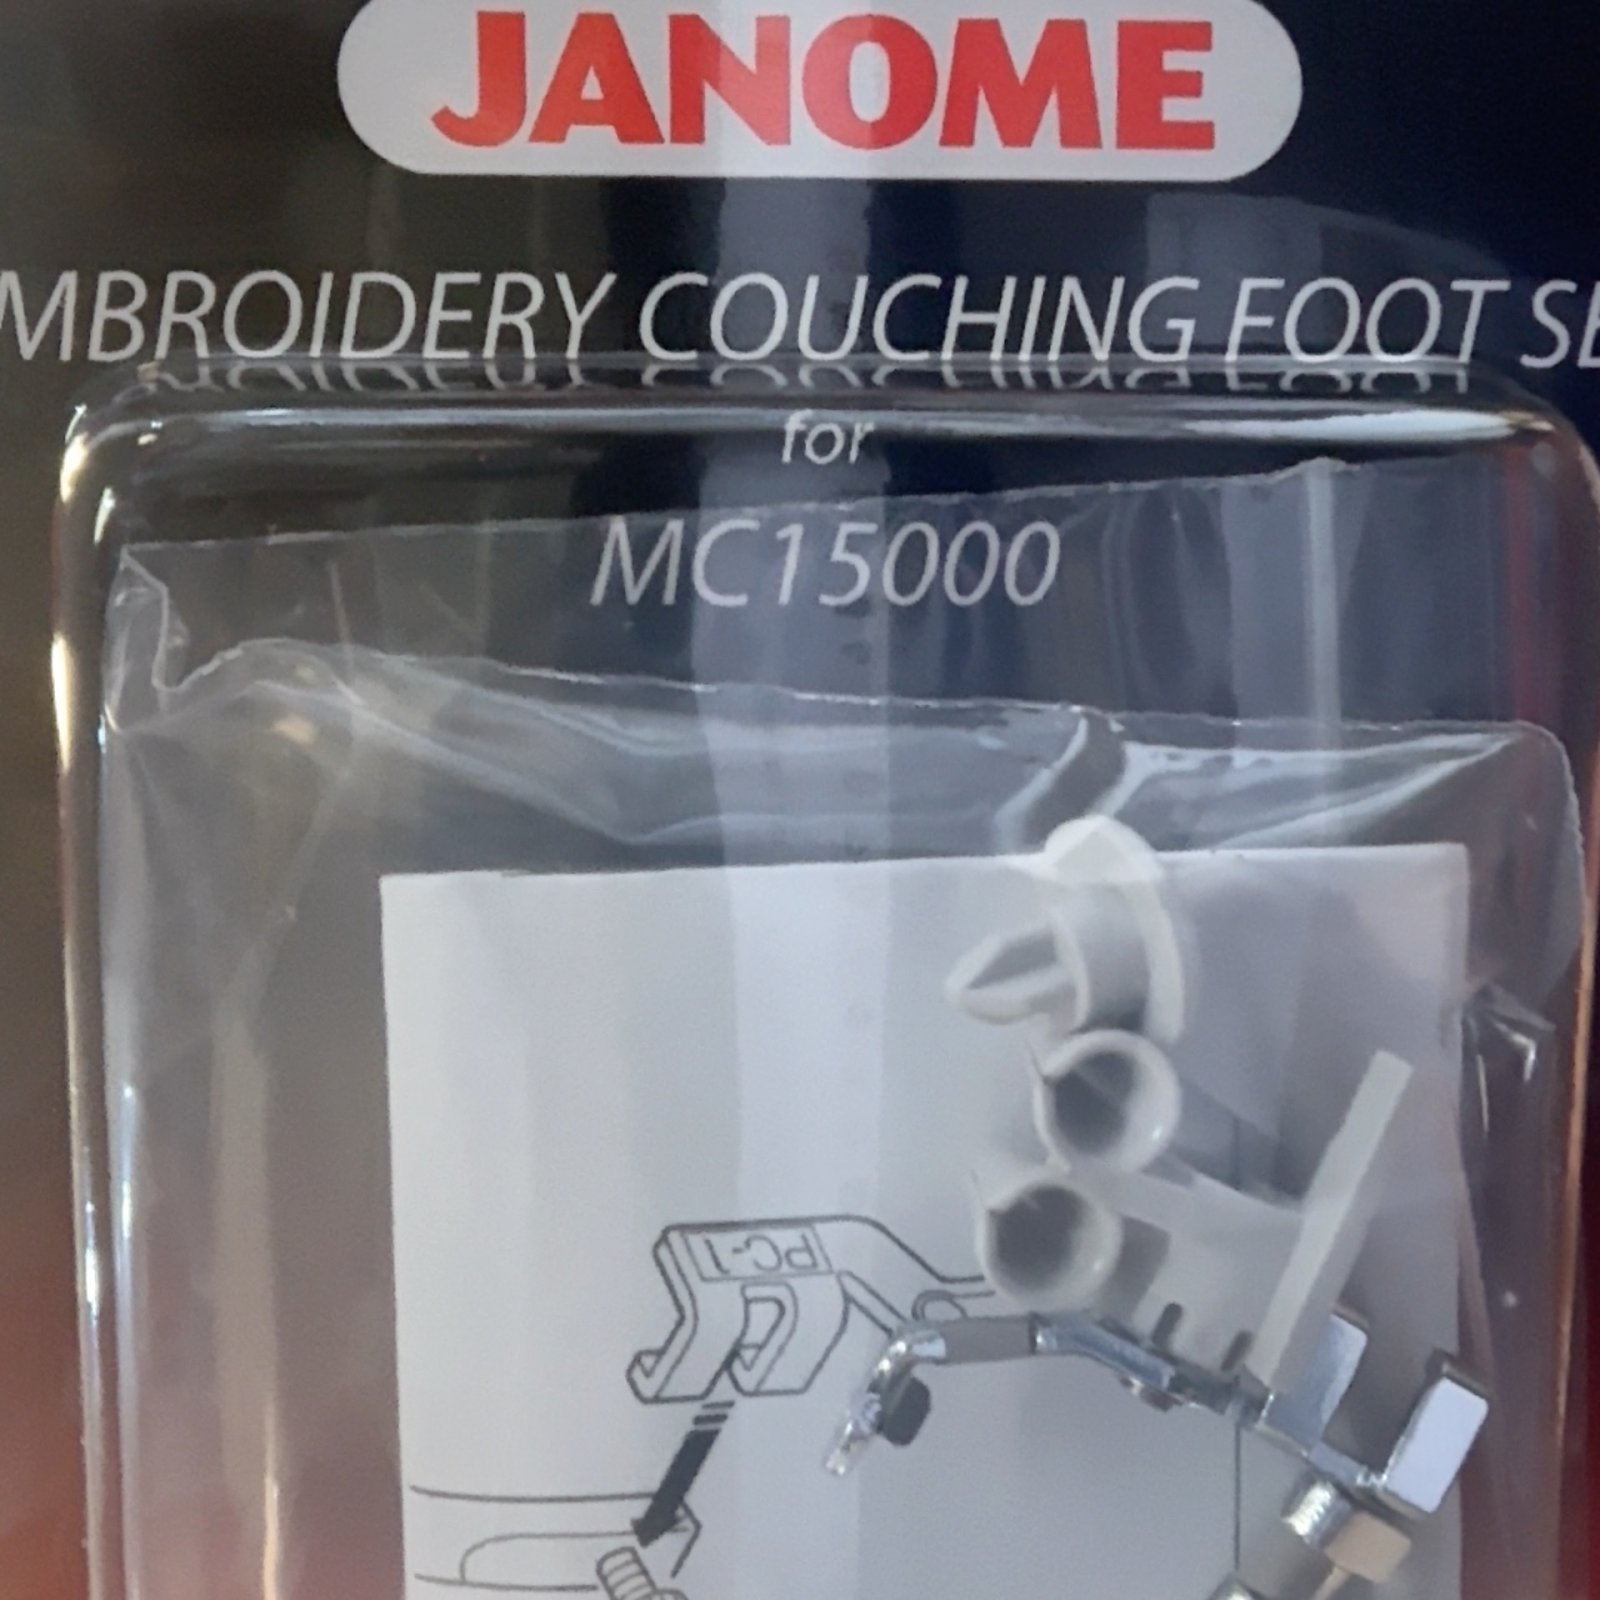 JANOME
MBROIDERY COUCHING FOOT SE
for
MC15000
PC-1